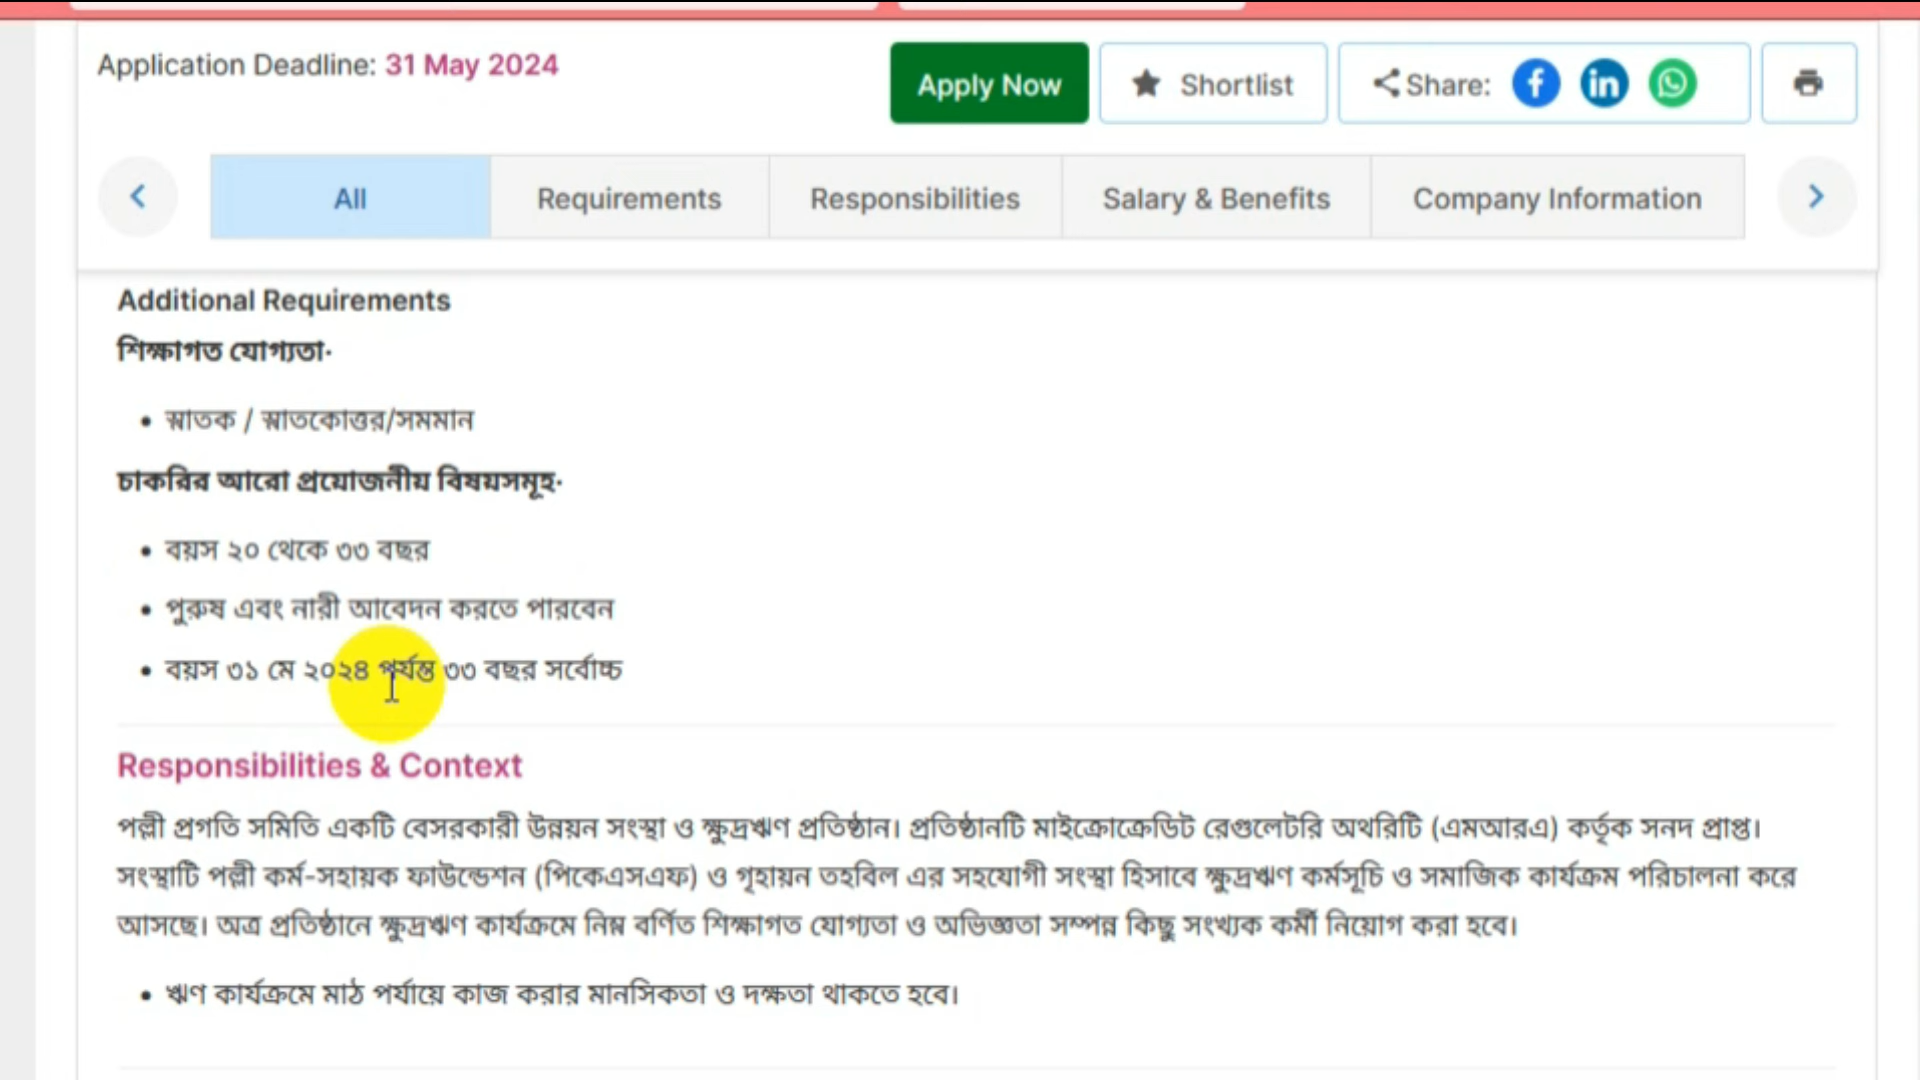 Application Deadline: 31 May 2024
Apply Now
Shortlist
Share:
All
Requirements
Responsibilities
Salary & Benefits
Company Information
Additional Requirements
শিক্ষাগত যোগ্যতা·
• স্নাতক / স্নাতকোত্তর/সমমান
চাকরির আরো প্রয়োজনীয় বিষয়সমূহ·
• বয়স ২০ থেকে ৩৩ বছর
• পুরুষ এবং নারী আবেদন করতে পারবেন
• বয়স ৩১ মে ২০২৪ পর্যন্ত ৩৩ বছর সর্বোচ্চ
Responsibilities & Context
পল্লী প্রগতি সমিতি একটি বেসরকারী উন্নয়ন সংস্থা ও ক্ষুদ্রঋণ প্রতিষ্ঠান। প্রতিষ্ঠানটি মাইক্রোক্রেডিট রেগুলেটরি অথরিটি (এমআরএ) কর্তৃক সনদ প্রাপ্ত।
সংস্থাটি পল্লী কর্ম-সহায়ক ফাউন্ডেশন (পিকেএসএফ) ও গৃহায়ন তহবিল এর সহযোগী সংস্থা হিসাবে ক্ষুদ্রঋণ কর্মসূচি ও সমাজিক কার্যক্রম পরিচালনা করে
আসছে। অত্র প্রতিষ্ঠানে ক্ষুদ্রঋণ কার্যক্রমে নিম্ন বর্ণিত শিক্ষাগত যোগ্যতা ও অভিজ্ঞতা সম্পন্ন কিছু সংখ্যক কর্মী নিয়োগ করা হবে।
• ঋণ কার্যক্রমে মাঠ পর্যায়ে কাজ করার মানসিকতা ও দক্ষতা থাকতে হবে।